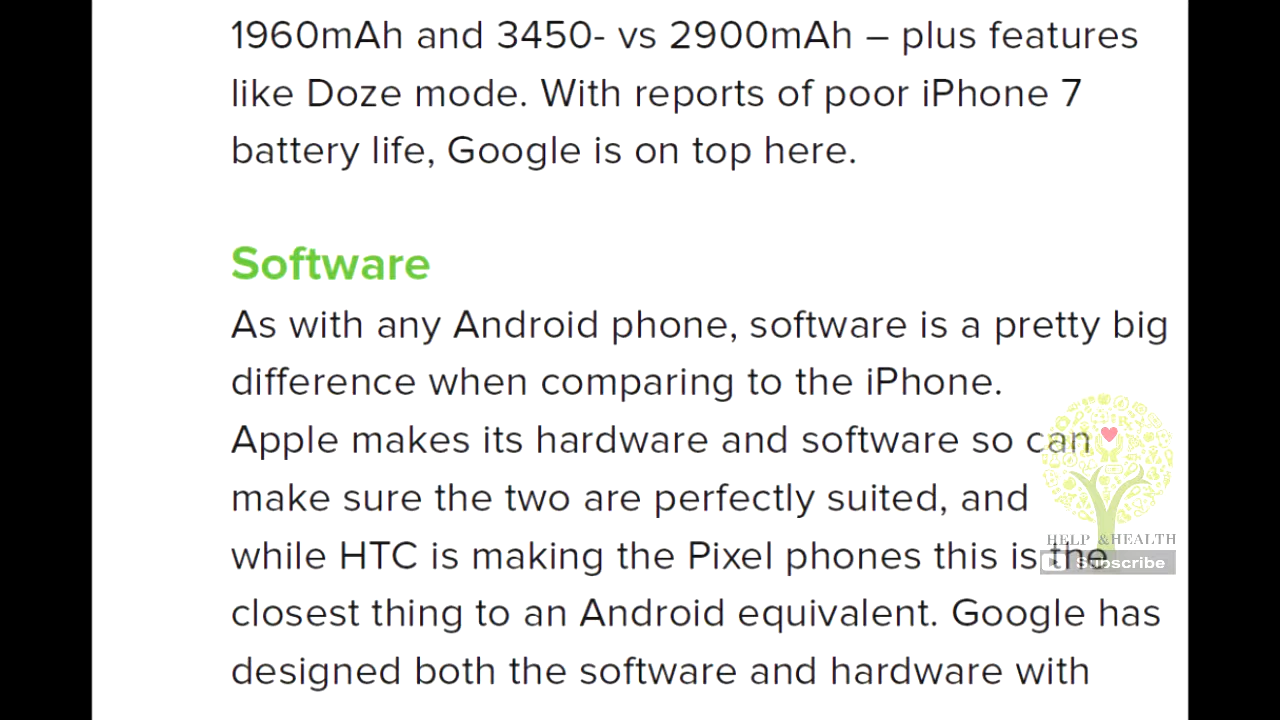 1960mAh and 3450- vs 2900mAh – plus features
like Doze mode. With reports of poor iPhone 7
battery life, Google is on top here.
Software
As with any Android phone, software is a pretty big
difference when comparing to the iPhone.
Apple makes its hardware and software so can
make sure the two are perfectly suited, and
while HTC is making the Pixel phones this is the
closest thing to an Android equivalent. Google has
designed both the software and hardware with
HELP &HEALTH
Subscribe